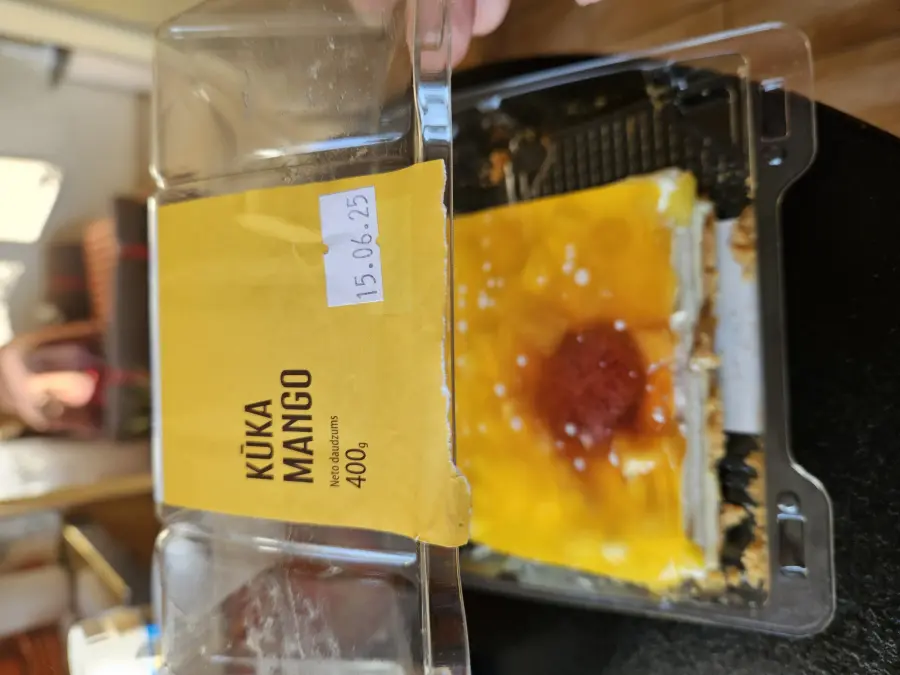 15.06.25
KŪKA
MANGO
Neto daudzums
400g